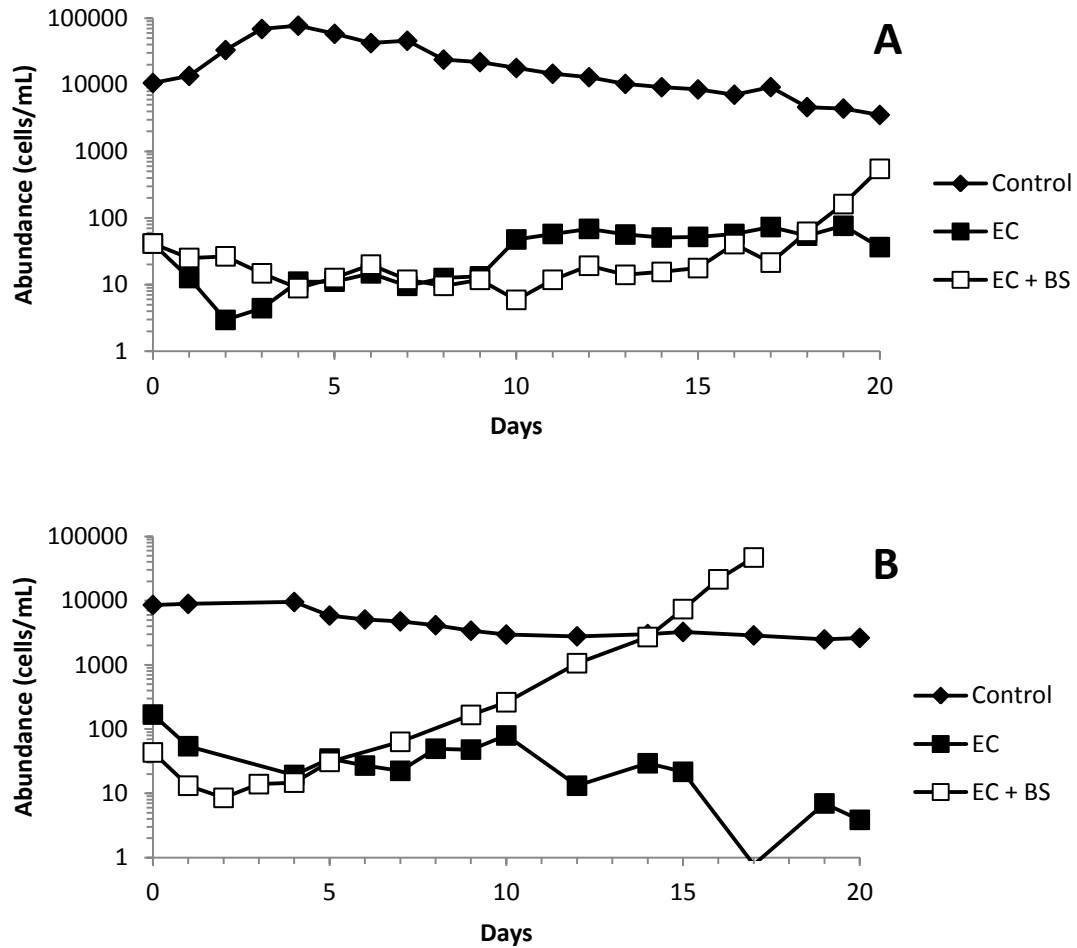 A
Abundance (cells/mL)
100000
10000
1000
100
10
1
0 5 10 15 20
Days
Control
EC
EC + BS
B
Abundance (cells/mL)
100000
10000
1000
100
10
1
0 5 10 15 20
Days
Control
EC
EC + BS